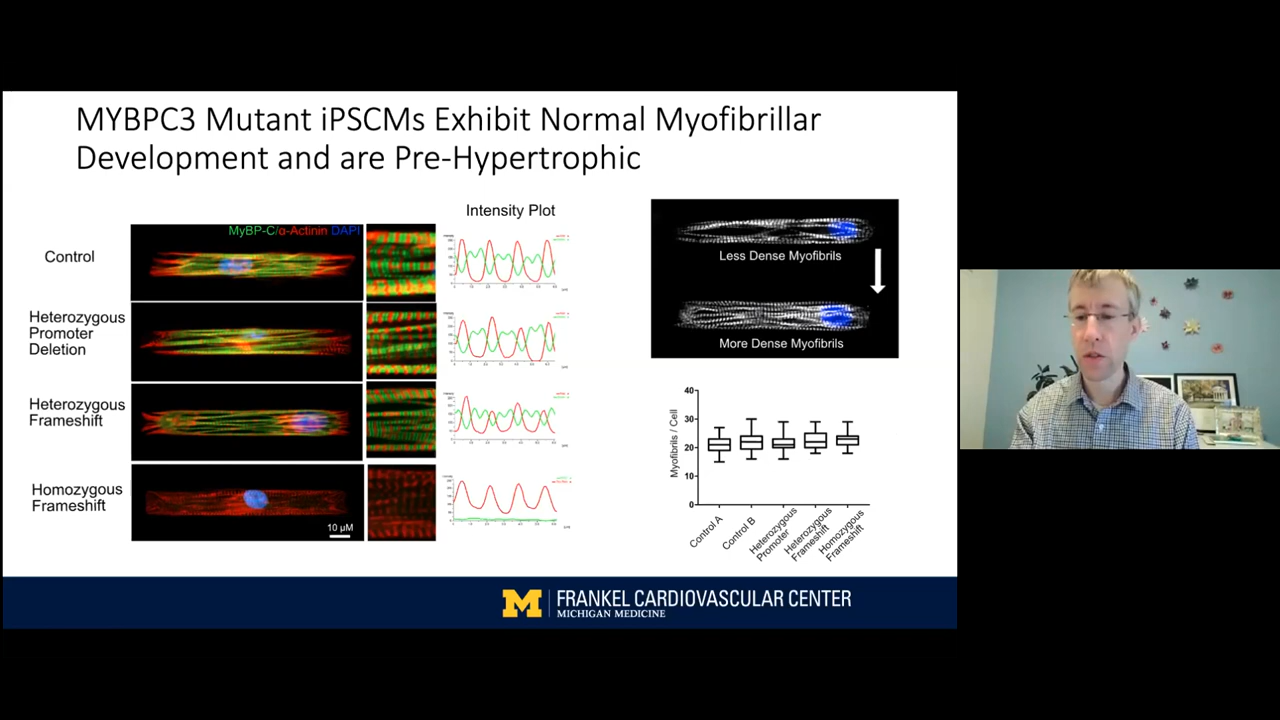 MYBPC3 Mutant iPSCMs Exhibit Normal Myofibrillar
Development and are Pre-Hypertrophic
Intensity Plot
MyBP-C/α-Actinin DAPI
Control
Heterozygous
Promoter
Deletion
Heterozygous
Frameshift
Homozygous
Frameshift
10 µM
Less Dense Myofibrils
More Dense Myofibrils
Myofibrils / Cell
40
30
20
10
0
Control A
Control B
Heterozygous
Promoter
Heterozygous
Frameshift
Homozygous
Frameshift
M
FRANKEL CARDIOVASCULAR CENTER
MICHIGAN MEDICINE